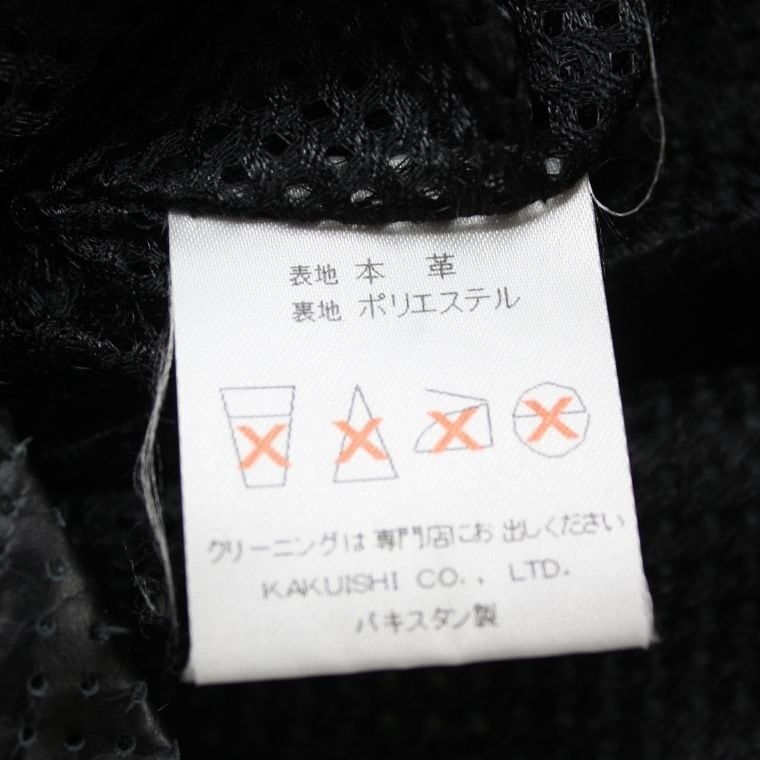 表地 本 革
裏地 ポリエステル
クリーニングは 専門店にお 出しください
KAKUISHI CO., LTD.
パキスタン製